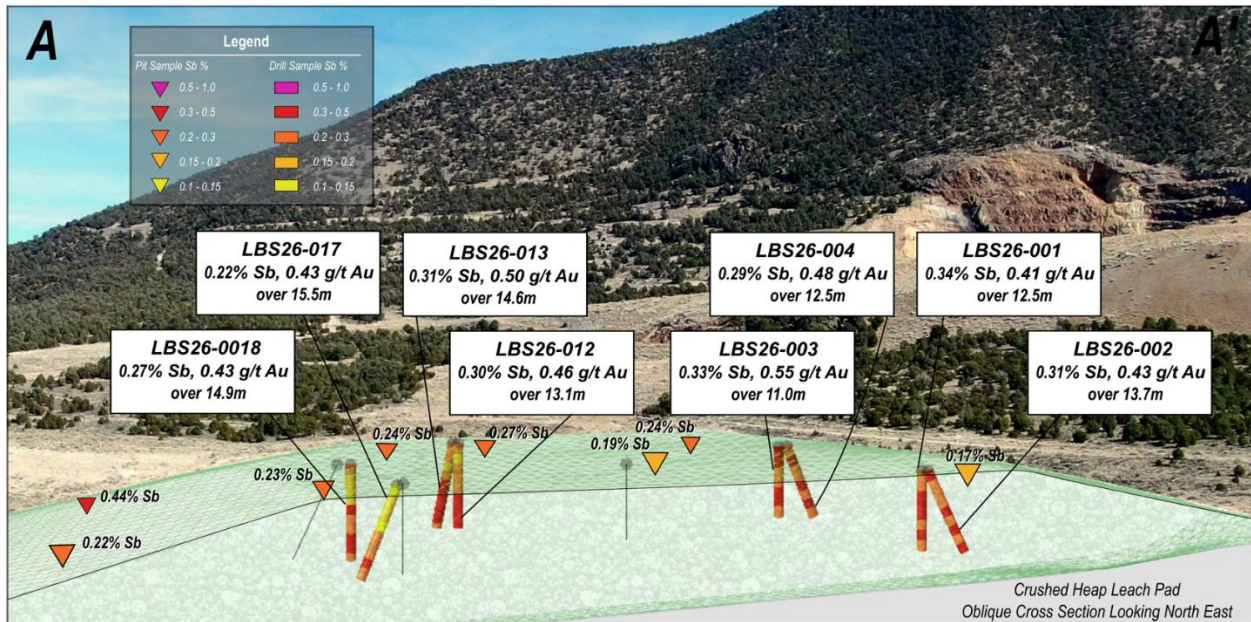 A
A'
Legend
Pit Sample Sb %
Drill Sample Sb %
0.5 - 1.0
0.5 - 1.0
0.3 - 0.5
0.3 - 0.5
0.2 - 0.3
0.2 - 0.3
0.15 - 0.2
0.15 - 0.2
0.1 - 0.15
0.1 - 0.15
LBS26-017
0.22% Sb, 0.43 g/t Au
over 15.5m
LBS26-013
0.31% Sb, 0.50 g/t Au
over 14.6m
LBS26-004
0.29% Sb, 0.48 g/t Au
over 12.5m
LBS26-001
0.34% Sb, 0.41 g/t Au
over 12.5m
LBS26-0018
0.27% Sb, 0.43 g/t Au
over 14.9m
LBS26-012
0.30% Sb, 0.46 g/t Au
over 13.1m
LBS26-003
0.33% Sb, 0.55 g/t Au
over 11.0m
LBS26-002
0.31% Sb, 0.43 g/t Au
over 13.7m
0.24% Sb
0.27% Sb
0.24% Sb
0.19% Sb
0.17% Sb
0.23% Sb
0.44% Sb
0.22% Sb
Crushed Heap Leach Pad
Oblique Cross Section Looking North East